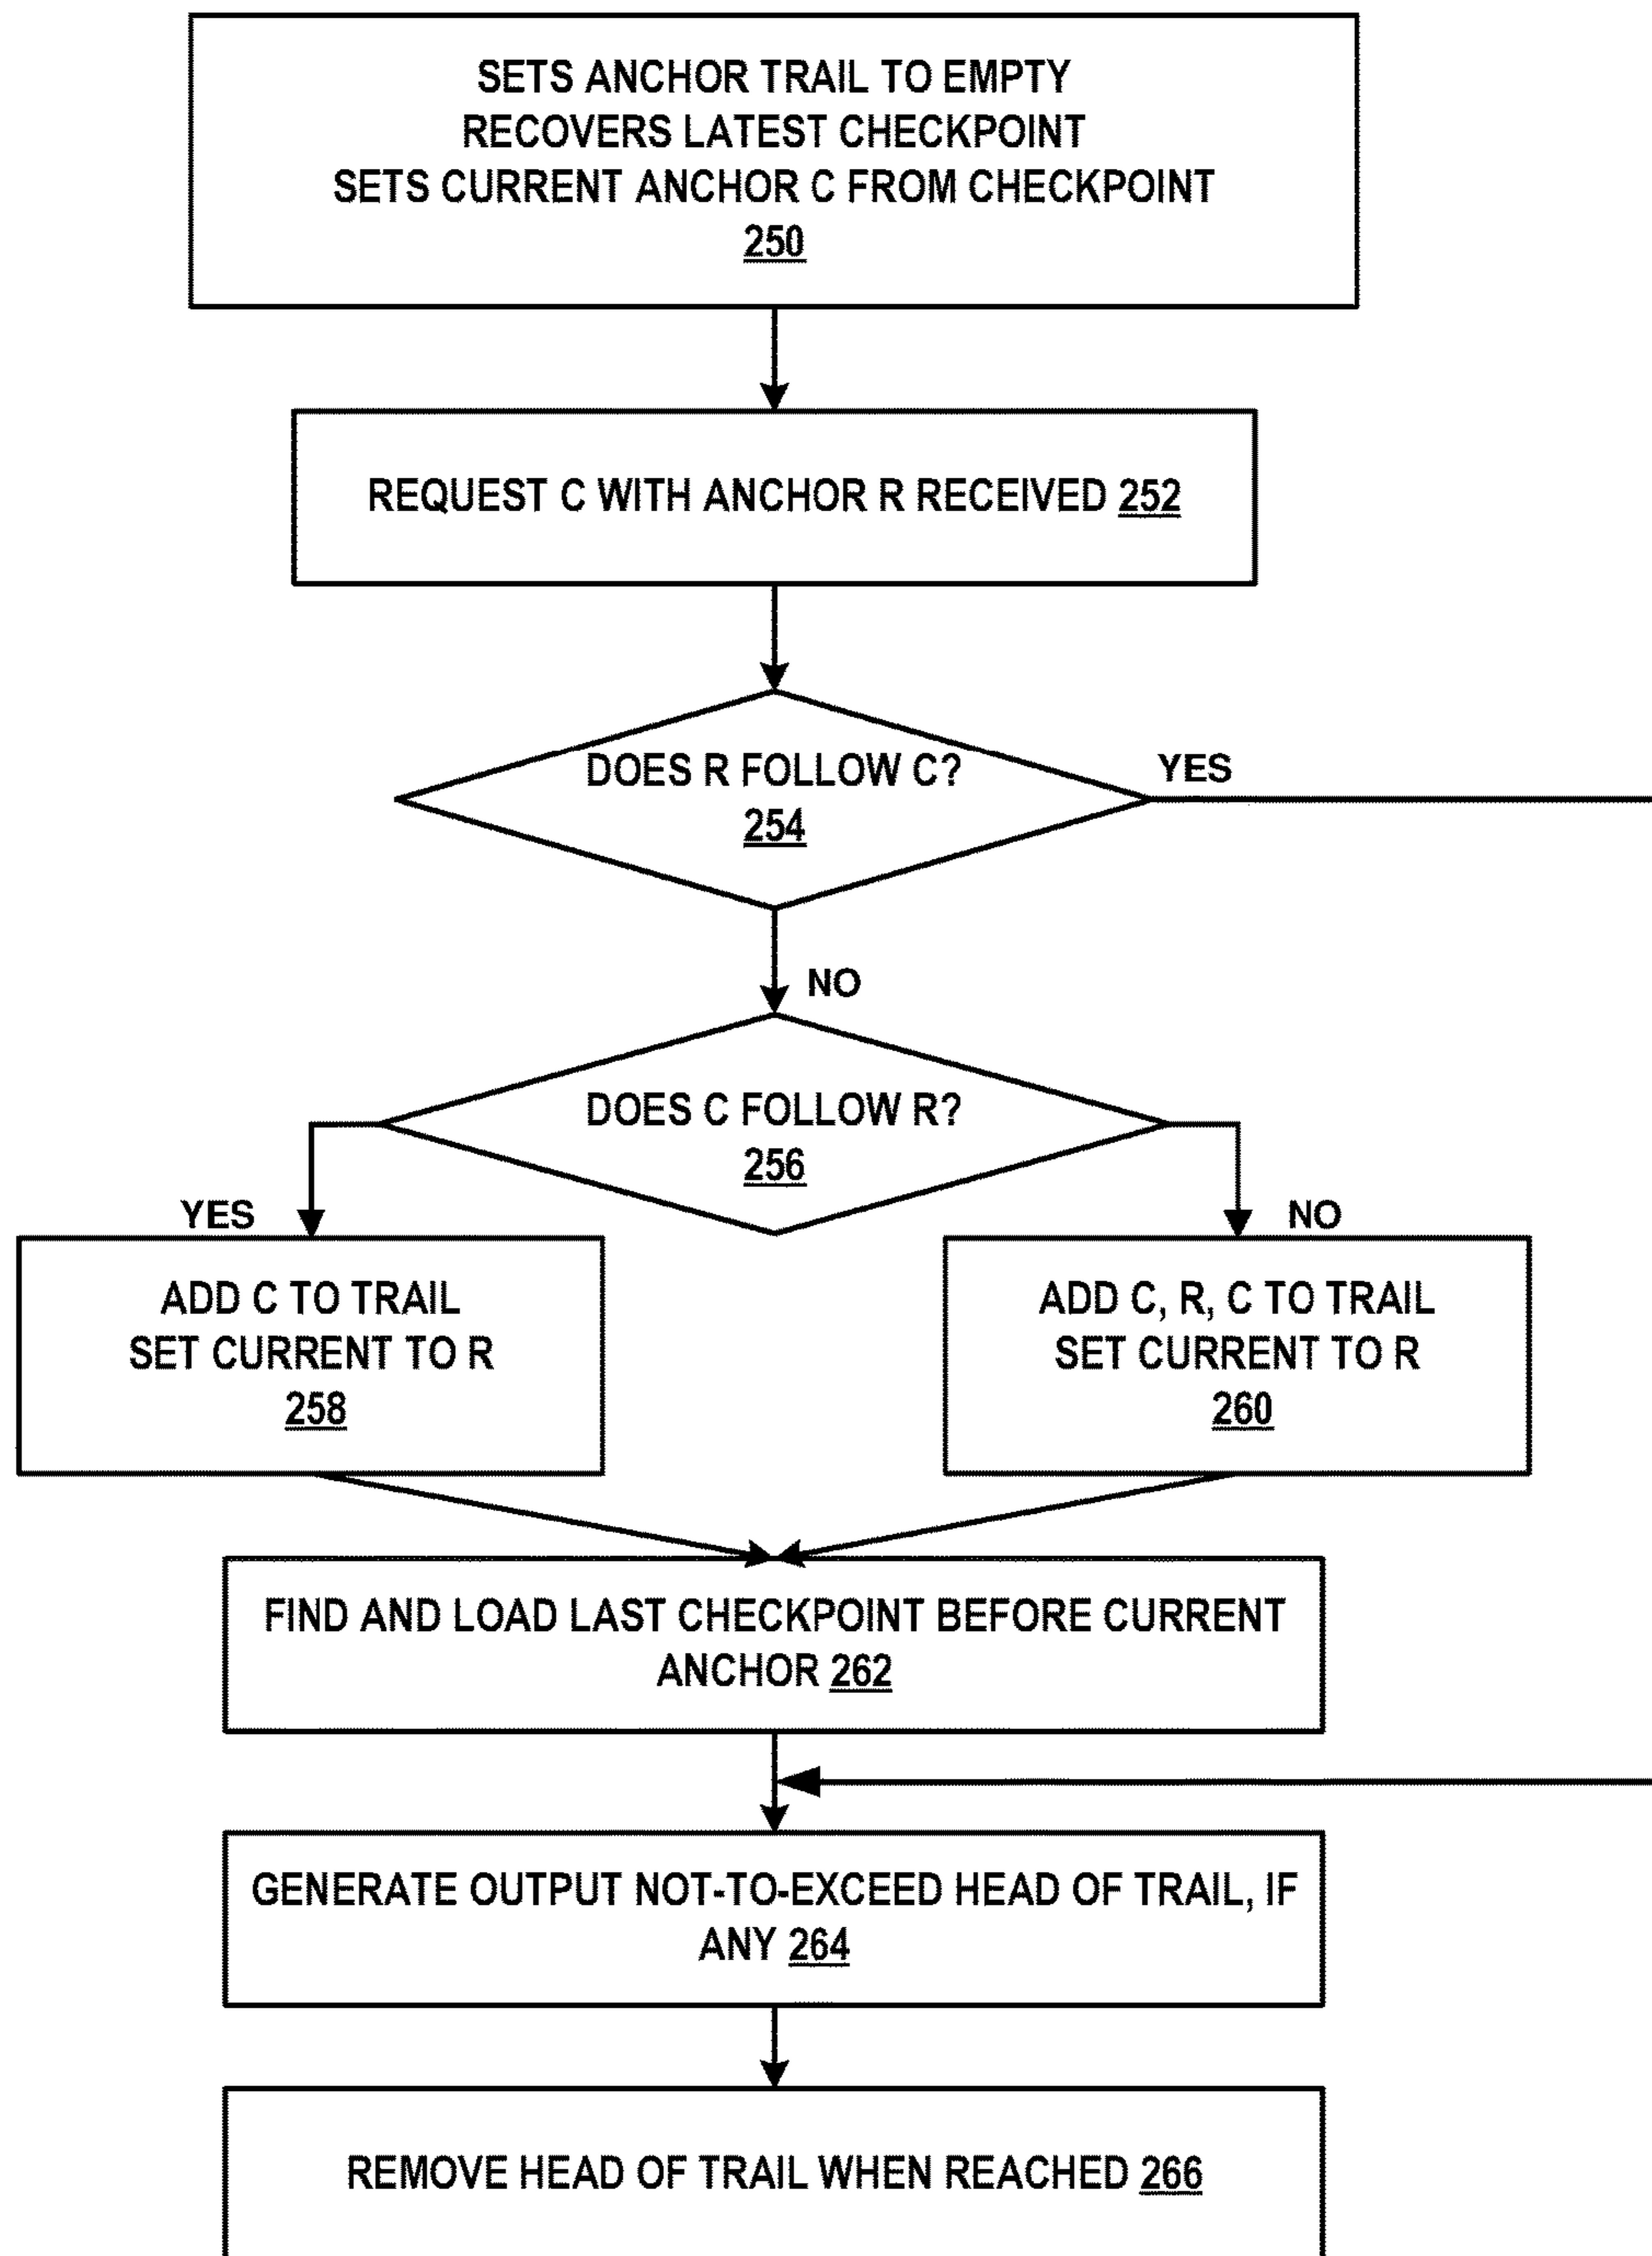 SETS ANCHOR TRAIL TO EMPTY
RECOVERS LATEST CHECKPOINT
SETS CURRENT ANCHOR C FROM CHECKPOINT
250
REQUEST C WITH ANCHOR R RECEIVED 252
DOES R FOLLOW C?
254
YES
NO
DOES C FOLLOW R?
256
YES
NO
ADD C TO TRAIL
SET CURRENT TO R
258
ADD C, R, C TO TRAIL
SET CURRENT TO R
260
FIND AND LOAD LAST CHECKPOINT BEFORE CURRENT
ANCHOR 262
GENERATE OUTPUT NOT-TO-EXCEED HEAD OF TRAIL, IF
ANY 264
REMOVE HEAD OF TRAIL WHEN REACHED 266